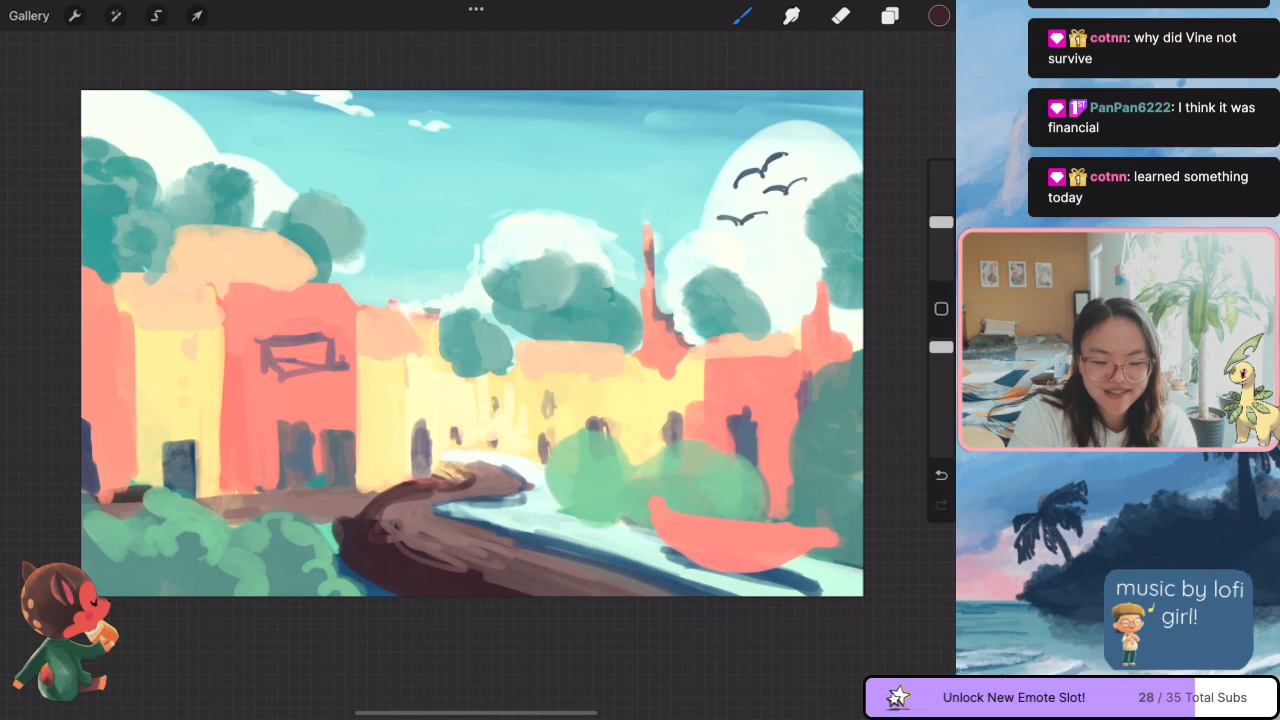 Gallery
cotnn: why did Vine not
survive
PanPan6222: I think it was
financial
cotnn: learned something
today
music by lofi
girl!
Unlock New Emote Slot!
28 / 35 Total Subs